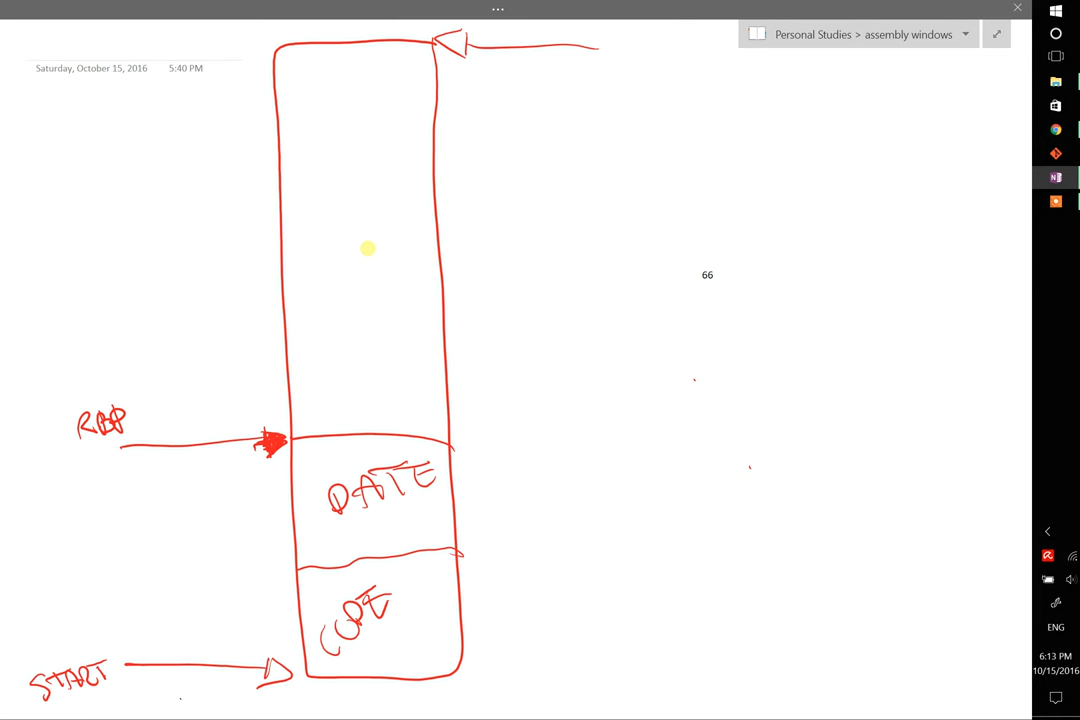 ...
Personal Studies > assembly windows
Saturday, October 15, 2016 5:40 PM
66
RBP
DATE
CODE
START
ENG
6:13 PM
10/15/2016